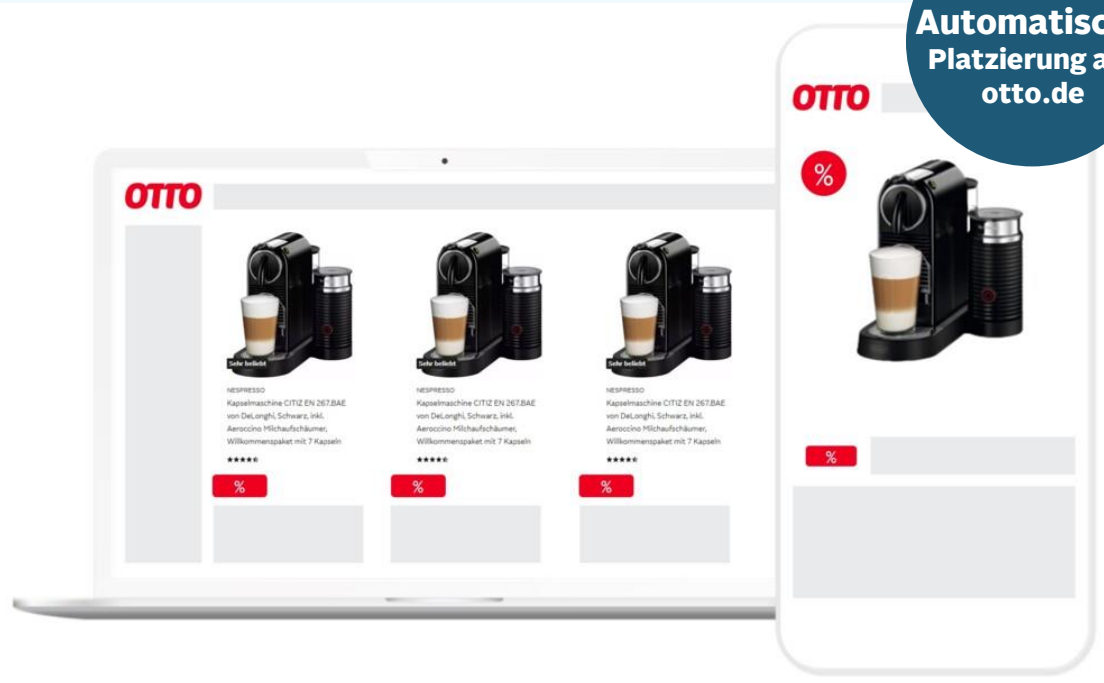 Automatisc
Platzierung a
otto.de
OTTO
%
%
OTTO
Sehr beliebt
NESPRESSO
Kapselmaschine CITIZ EN 267.BAE
von DeLonghi, Schwarz, inkl.
Aeroccino Milchaufschäumer,
Willkommenspaket mit 7 Kapseln
%
Sehr beliebt
NESPRESSO
Kapselmaschine CITIZ EN 267.BAE
von DeLonghi, Schwarz, inkl.
Aeroccino Milchaufschäumer,
Willkommenspaket mit 7 Kapseln
%
Sehr beliebt
NESPRESSO
Kapselmaschine CITIZ EN 267.BAE
von DeLonghi, Schwarz, inkl.
Aeroccino Milchaufschäumer,
Willkommenspaket mit 7 Kapseln
%